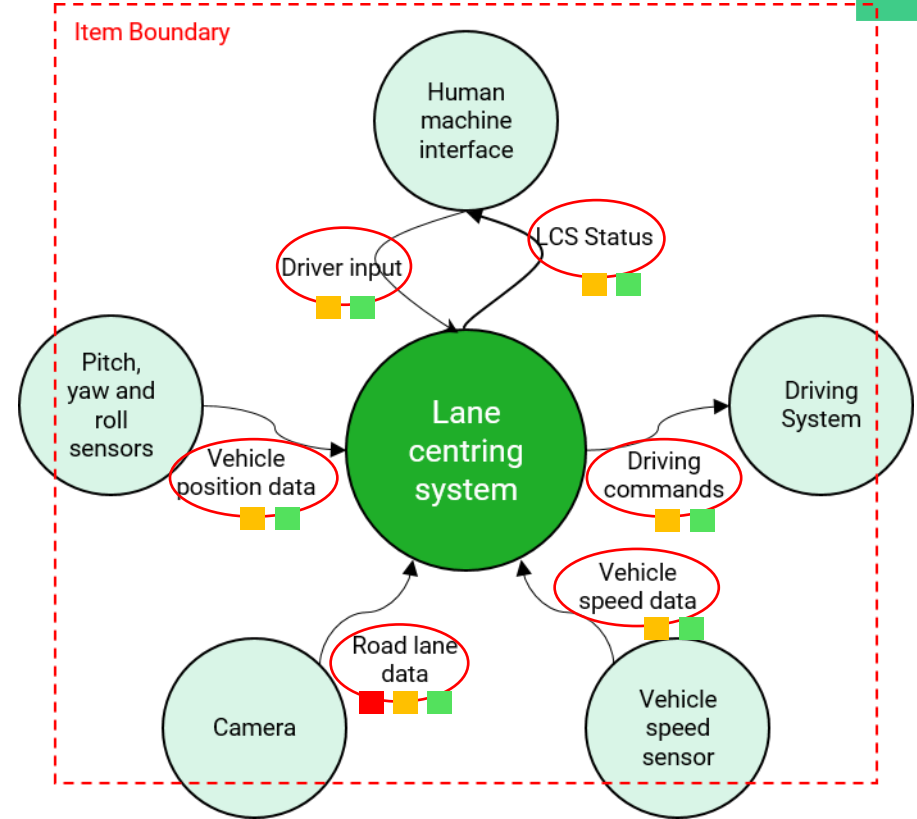 Item Boundary
Human
machine
interface
LCS Status
Driver input
Pitch,
yaw and
roll
sensors
Lane
centring
system
Driving
System
Vehicle
position data
Driving
commands
Vehicle
speed data
Road lane
data
Camera
Vehicle
speed
sensor